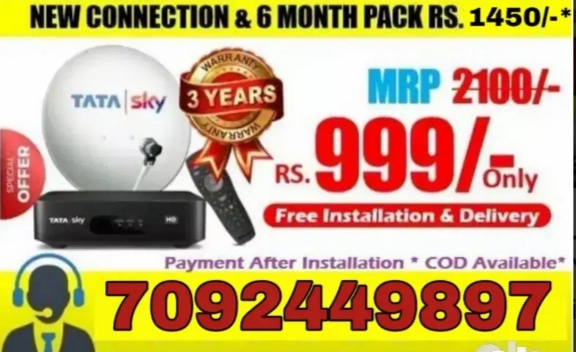 NEW CONNECTION & 6 MONTH PACK RS. 1450/-*
WARRANTY
3 YEARS
WARRANTY
TATA | sky
MRP 2100/-
SPECIAL
OFFER
RS. 999/- Only
TATA sky
HD
Free Installation & Delivery
Payment After Installation * COD Available*
7092449897